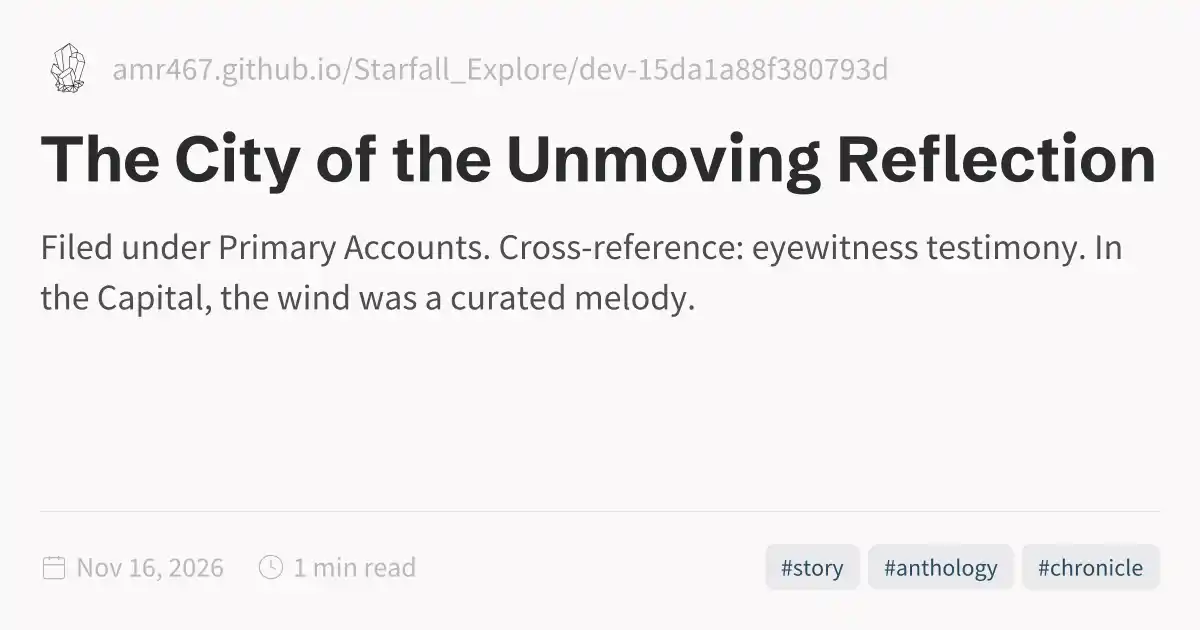 amr467.github.io/Starfall_Explore/dev-15da1a88f380793d
The City of the Unmoving Reflection
Filed under Primary Accounts. Cross-reference: eyewitness testimony. In
the Capital, the wind was a curated melody.
Nov 16, 2026 1 min read #story #anthology #chronicle